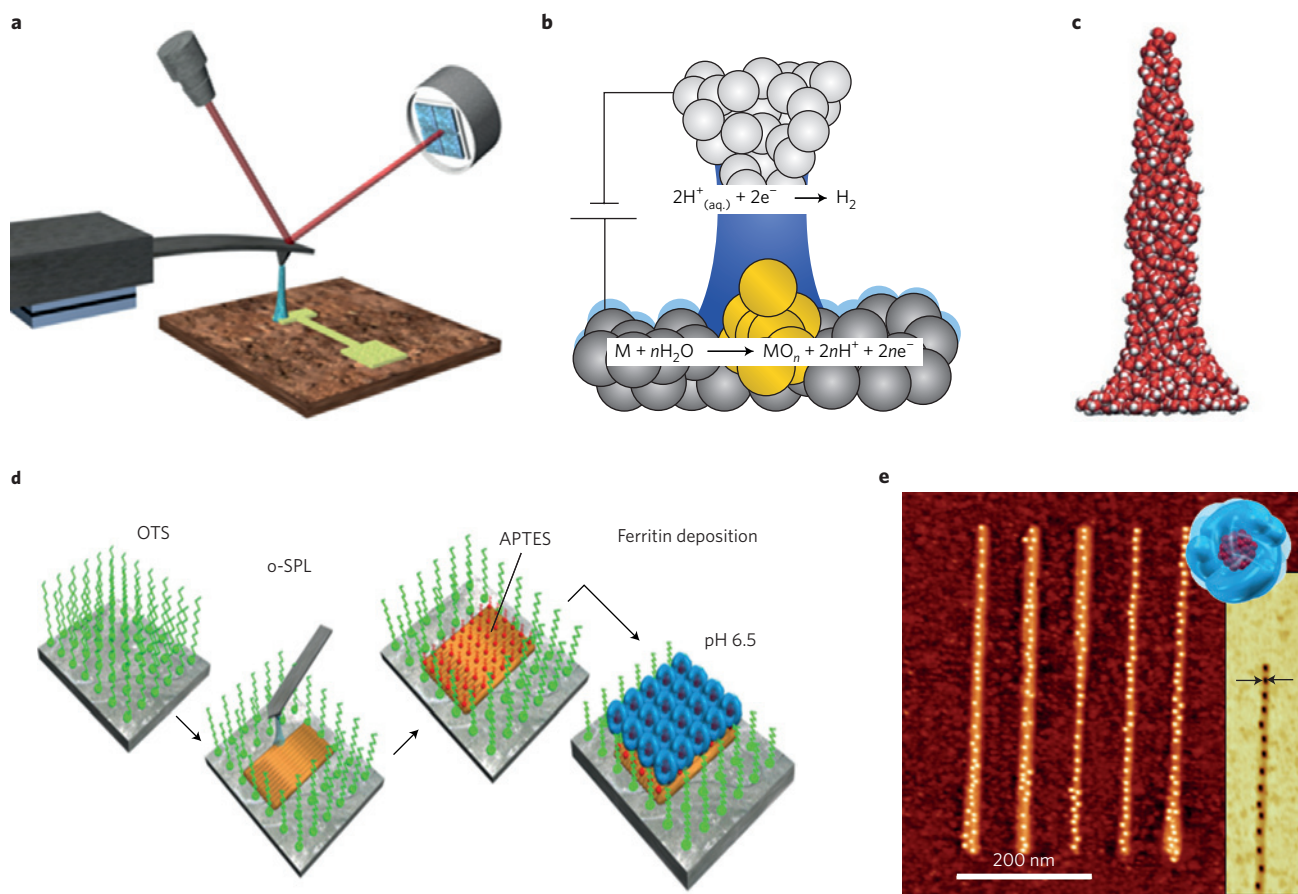 a
b
c
2H⁺(aq.) + 2e⁻ ⟶ H₂
M + nH₂O ⟶ MOₙ + 2nH⁺ + 2ne⁻
d
e
OTS
o-SPL
APTES
Ferritin deposition
pH 6.5
200 nm